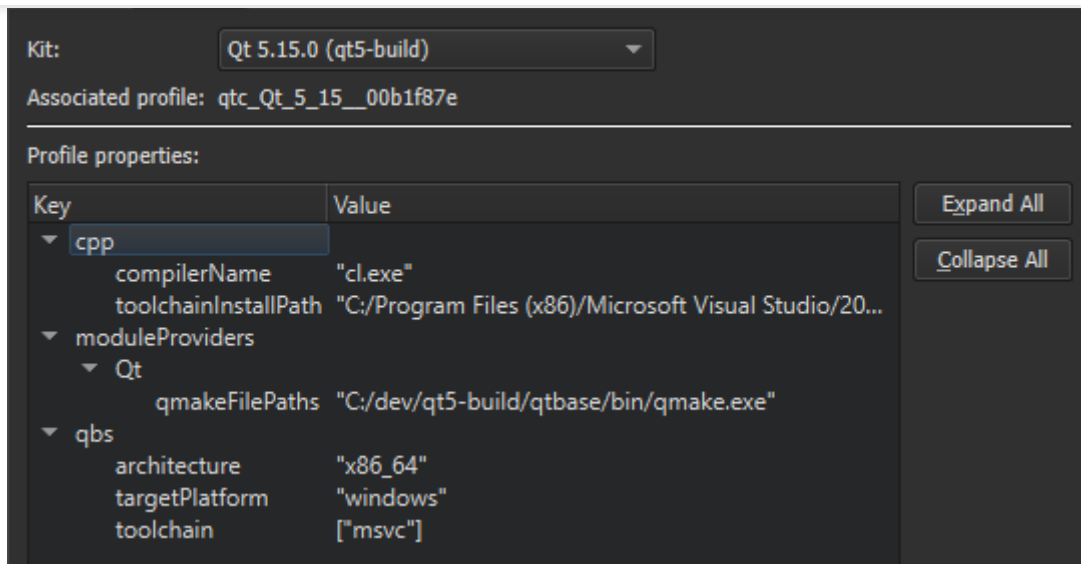 Kit: Qt 5.15.0 (qt5-build)
Associated profile: qtc_Qt_5_15__00b1f87e
Profile properties:
Key Value
cpp
compilerName "cl.exe"
toolchainInstallPath "C:/Program Files (x86)/Microsoft Visual Studio/20...
moduleProviders
Qt
qmakeFilePaths "C:/dev/qt5-build/qtbase/bin/qmake.exe"
qbs
architecture "x86_64"
targetPlatform "windows"
toolchain ["msvc"]
Expand All
Collapse All